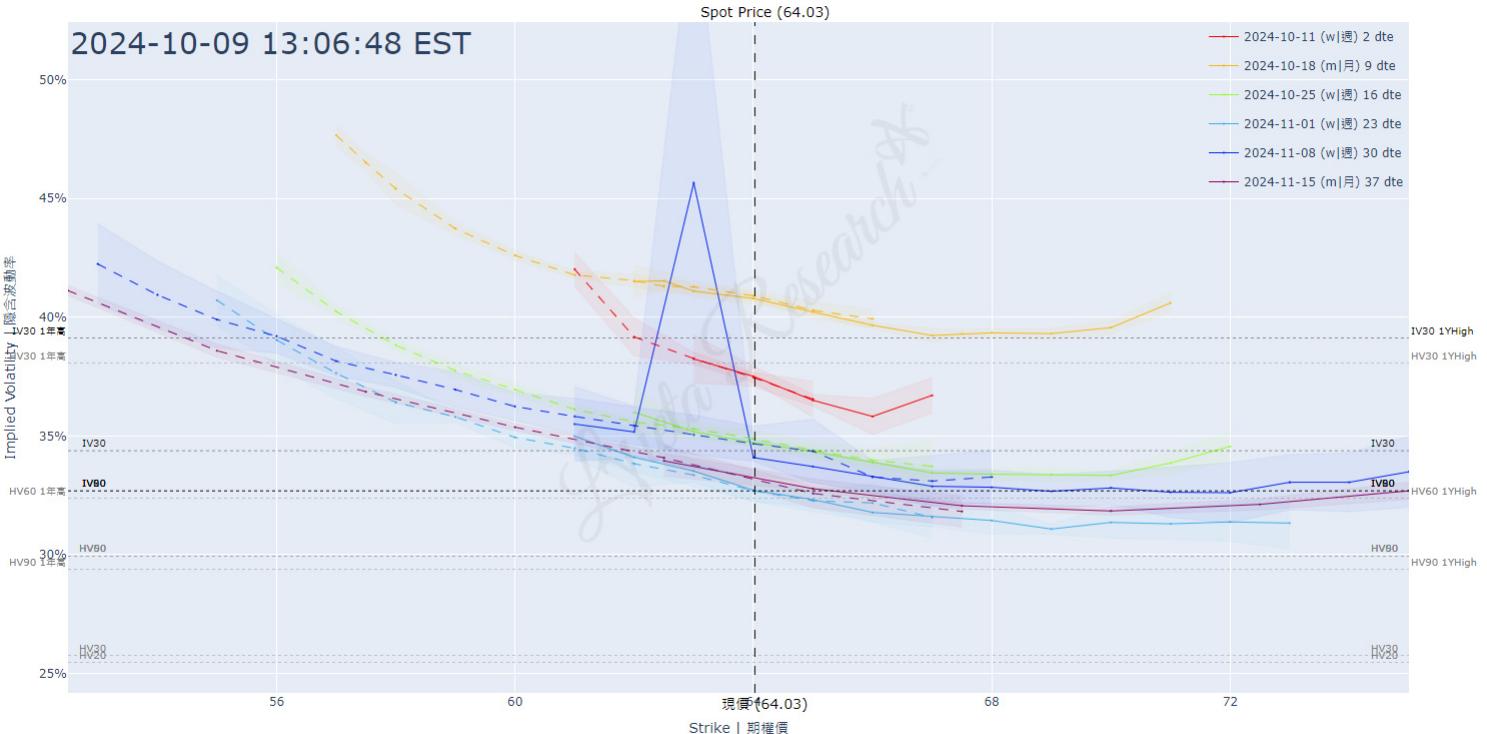 Spot Price (64.03)
2024-10-09 13:06:48 EST
2024-10-11 (w|週) 2 dte
2024-10-18 (m|月) 9 dte
2024-10-25 (w|週) 16 dte
2024-11-01 (w|週) 23 dte
2024-11-08 (w|週) 30 dte
2024-11-15 (m|月) 37 dte
50%
45%
40%
35%
30%
25%
Implied Volatility | 隱含波動率
IV30 1年高
HV30 1年高
HV60 1年高
HV90 1年高
IV30
HV30
HV20
IV30 1YHigh
HV30 1YHigh
IV30
HV60 1YHigh
HV90 1YHigh
HV30
HV20
Research
56
60
64
68
72
現價 (64.03)
Strike | 期權價